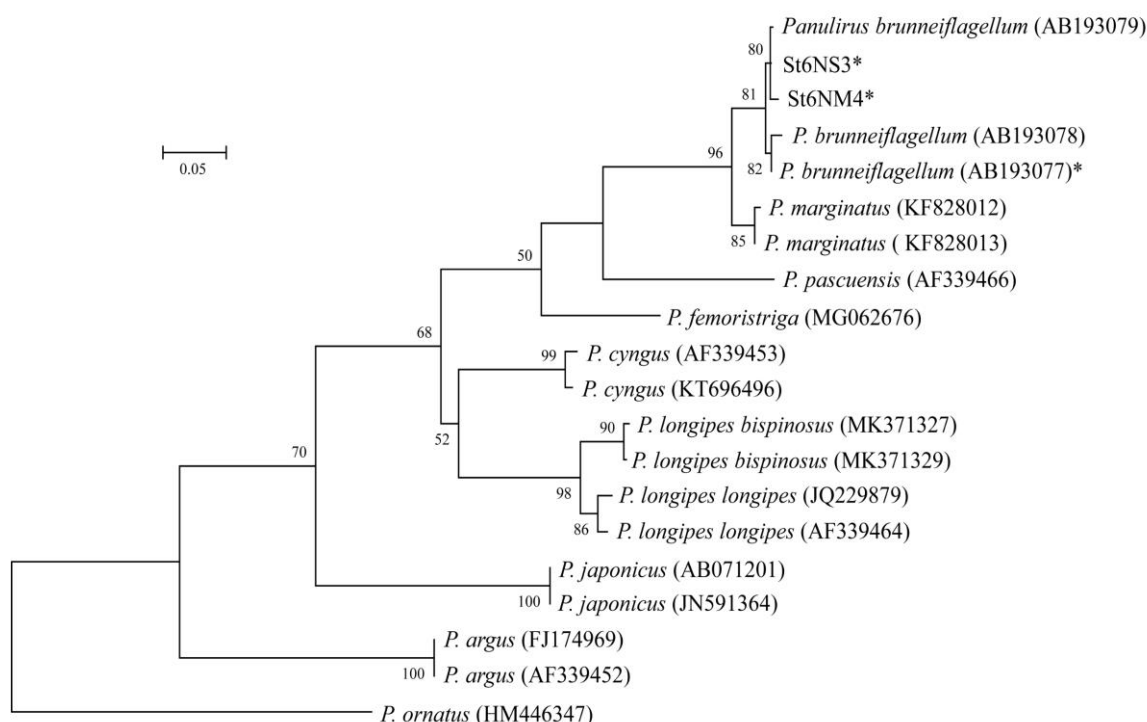 Panulirus brunneiflagellum (AB193079)
80
St6NS3*
St6NM4*
81
P. brunneiflagellum (AB193078)
0.05
96
82
P. brunneiflagellum (AB193077)*
P. marginatus (KF828012)
85
P. marginatus ( KF828013)
50
P. pascuensis (AF339466)
P. femoristriga (MG062676)
68
99
P. cyngus (AF339453)
P. cyngus (KT696496)
90
P. longipes bispinosus (MK371327)
52
70
P. longipes bispinosus (MK371329)
98
P. longipes longipes (JQ229879)
86
P. longipes longipes (AF339464)
P. japonicus (AB071201)
100
P. japonicus (JN591364)
P. argus (FJ174969)
100
P. argus (AF339452)
P. ornatus (HM446347)